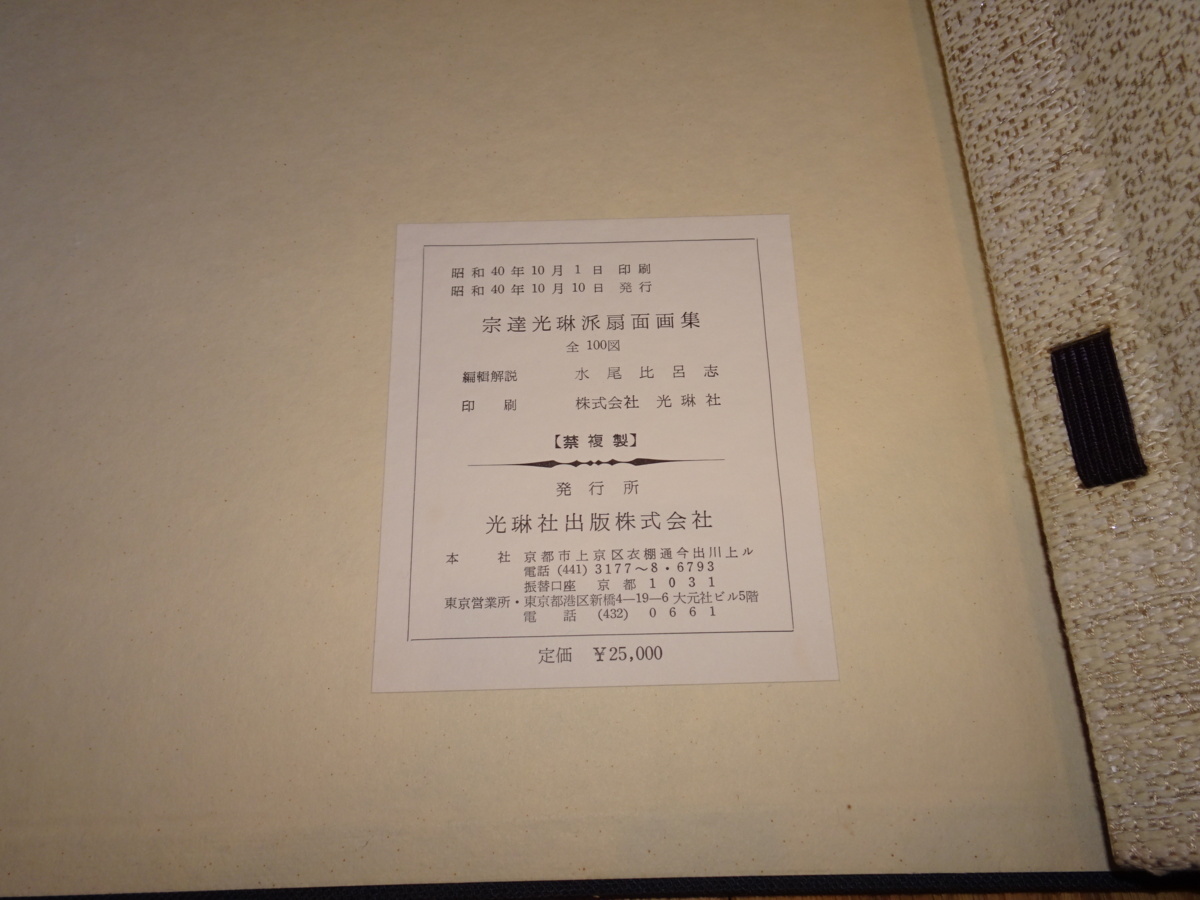 昭和40年10月1日 印刷
昭和40年10月10日 発行
宗達光琳派扇面画集
全100図
編輯解説 水尾比呂志
印刷 株式会社 光琳社
【禁複製】
発行所
光琳社出版株式会社
本社 京都市上京区衣棚通今出川上ル
電話 (441) 3177〜8・6793
振替口座 京都1031
東京営業所・東京都港区新橋4―19―6 大元社ビル5階
電話 (432) 0661
定価 ¥25,000